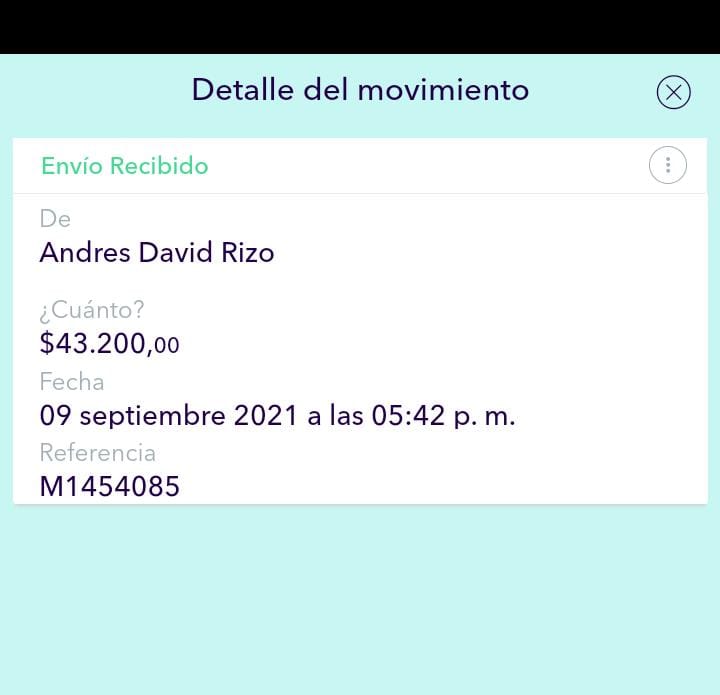 Detalle del movimiento
Envío Recibido
De
Andres David Rizo
¿Cuánto?
$43.200,00
Fecha
09 septiembre 2021 a las 05:42 p. m.
Referencia
M1454085